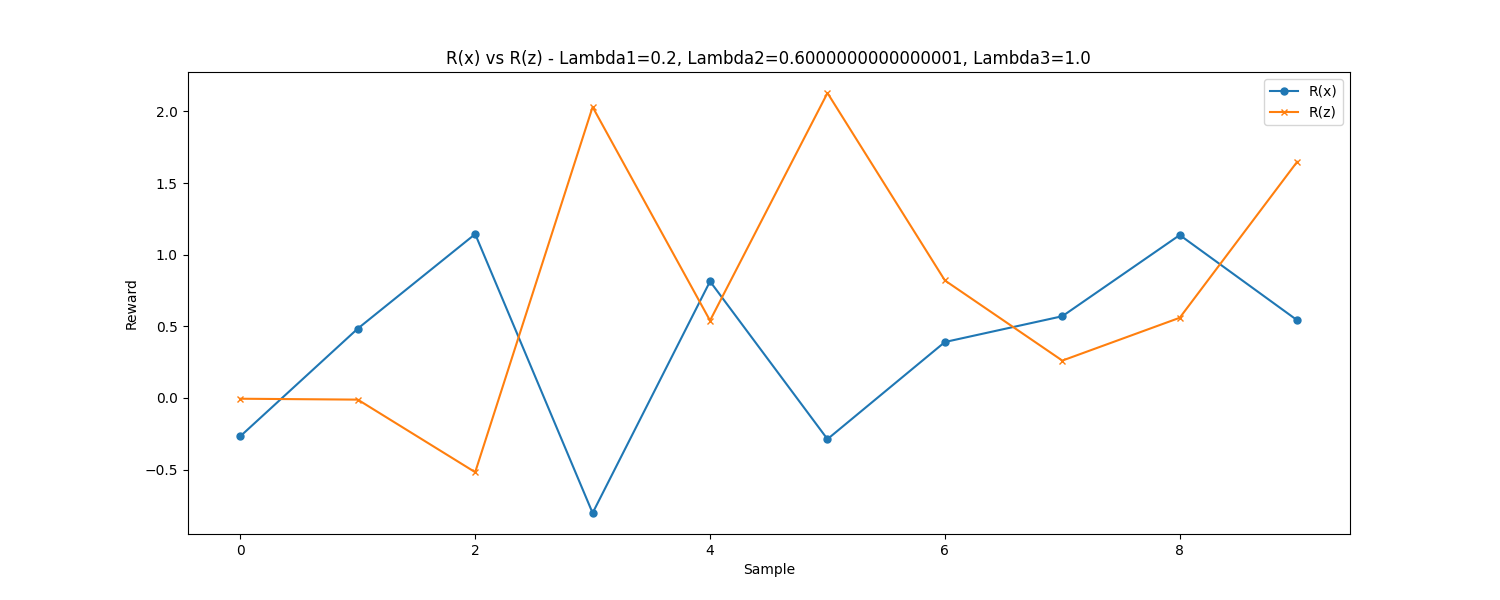 R(x) vs R(z) - Lambda1=0.2, Lambda2=0.6000000000000001, Lambda3=1.0
R(x)
R(z)
2.0
1.5
1.0
0.5
0.0
−0.5
Reward
0 2 4 6 8
Sample